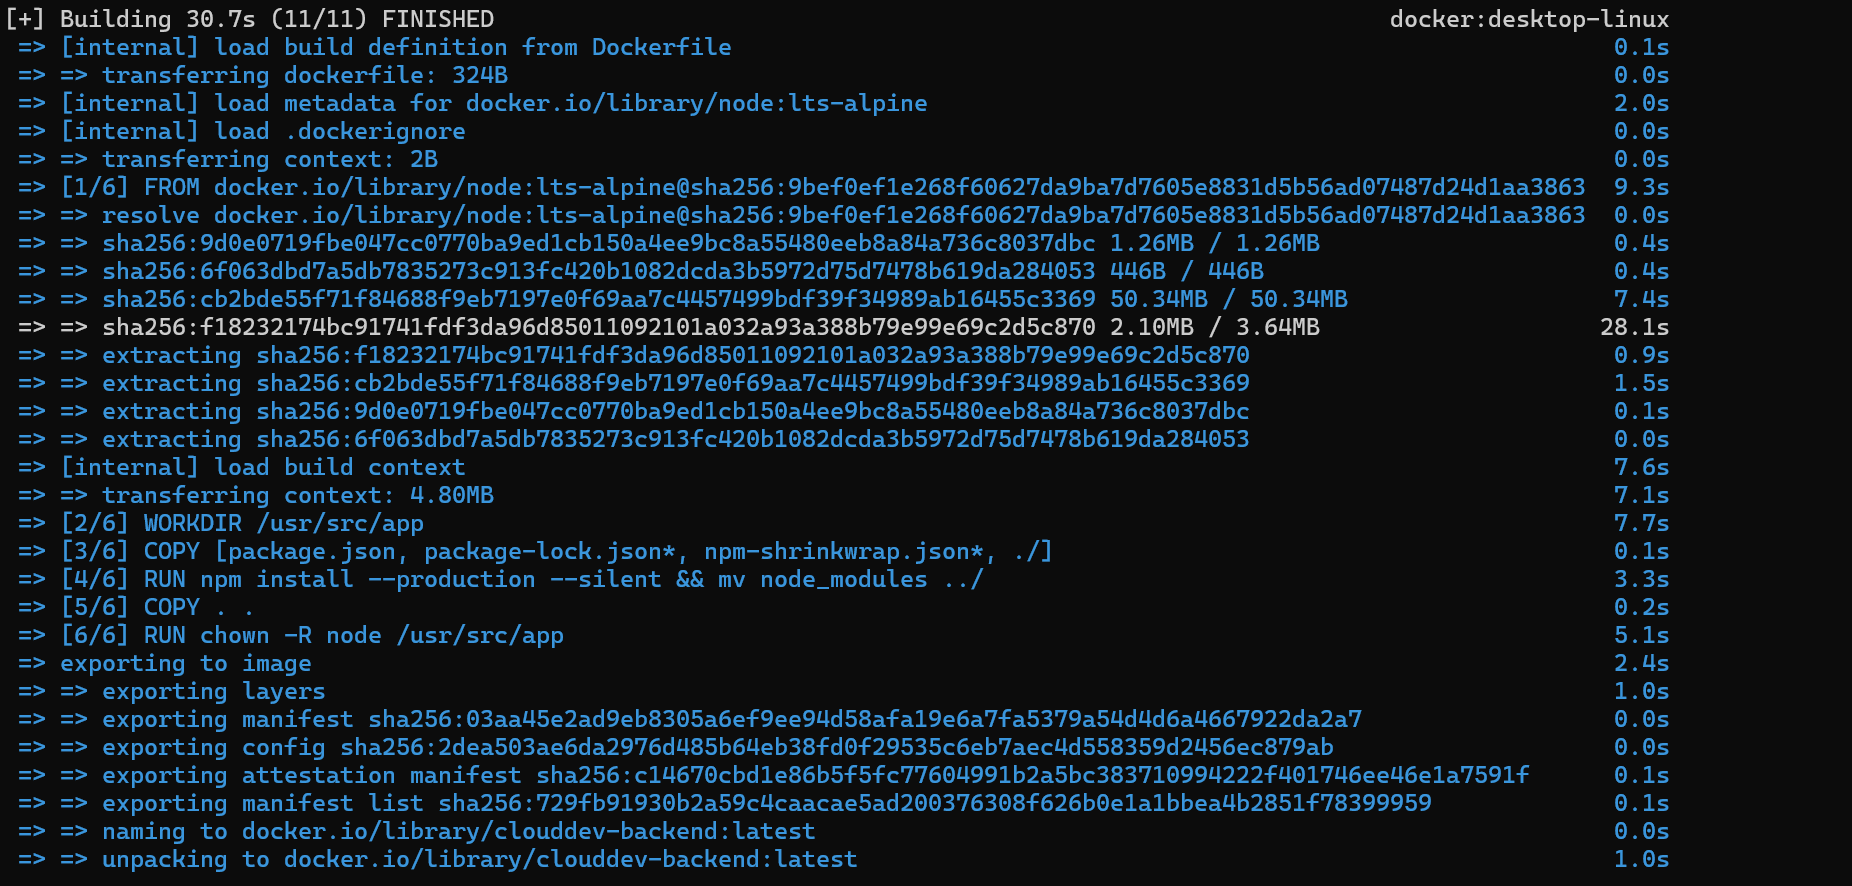 [+] Building 30.7s (11/11) FINISHED docker:desktop-linux
=> [internal] load build definition from Dockerfile 0.1s
=> => transferring dockerfile: 324B 0.0s
=> [internal] load metadata for docker.io/library/node:lts-alpine 2.0s
=> [internal] load .dockerignore 0.0s
=> => transferring context: 2B 0.0s
=> [1/6] FROM docker.io/library/node:lts-alpine@sha256:9bef0ef1e268f60627da9ba7d7605e8831d5b56ad07487d24d1aa3863 9.3s
=> => resolve docker.io/library/node:lts-alpine@sha256:9bef0ef1e268f60627da9ba7d7605e8831d5b56ad07487d24d1aa3863 0.0s
=> => sha256:9d0e0719fbe047cc0770ba9ed1cb150a4ee9bc8a55480eeb8a84a736c8037dbc 1.26MB / 1.26MB 0.4s
=> => sha256:6f063dbd7a5db7835273c913fc420b1082dcda3b5972d75d7478b619da284053 446B / 446B 0.4s
=> => sha256:cb2bde55f71f84688f9eb7197e0f69aa7c4457499bdf39f34989ab16455c3369 50.34MB / 50.34MB 7.4s
=> => sha256:f18232174bc91741fdf3da96d85011092101a032a93a388b79e99e69c2d5c870 2.10MB / 3.64MB 28.1s
=> => extracting sha256:f18232174bc91741fdf3da96d85011092101a032a93a388b79e99e69c2d5c870 0.9s
=> => extracting sha256:cb2bde55f71f84688f9eb7197e0f69aa7c4457499bdf39f34989ab16455c3369 1.5s
=> => extracting sha256:9d0e0719fbe047cc0770ba9ed1cb150a4ee9bc8a55480eeb8a84a736c8037dbc 0.1s
=> => extracting sha256:6f063dbd7a5db7835273c913fc420b1082dcda3b5972d75d7478b619da284053 0.0s
=> [internal] load build context 7.6s
=> => transferring context: 4.80MB 7.1s
=> [2/6] WORKDIR /usr/src/app 7.7s
=> [3/6] COPY [package.json, package-lock.json*, npm-shrinkwrap.json*, ./] 0.1s
=> [4/6] RUN npm install --production --silent && mv node_modules ../ 3.3s
=> [5/6] COPY . . 0.2s
=> [6/6] RUN chown -R node /usr/src/app 5.1s
=> exporting to image 2.4s
=> => exporting layers 1.0s
=> => exporting manifest sha256:03aa45e2ad9eb8305a6ef9ee94d58afa19e6a7fa5379a54d4d6a4667922da2a7 0.0s
=> => exporting config sha256:2dea503ae6da2976d485b64eb38fd0f29535c6eb7aec4d558359d2456ec879ab 0.0s
=> => exporting attestation manifest sha256:c14670cbd1e86b5f5fc77604991b2a5bc383710994222f401746ee46e1a7591f 0.1s
=> => exporting manifest list sha256:729fb91930b2a59c4caacae5ad200376308f626b0e1a1bbea4b2851f78399959 0.1s
=> => naming to docker.io/library/clouddev-backend:latest 0.0s
=> => unpacking to docker.io/library/clouddev-backend:latest 1.0s